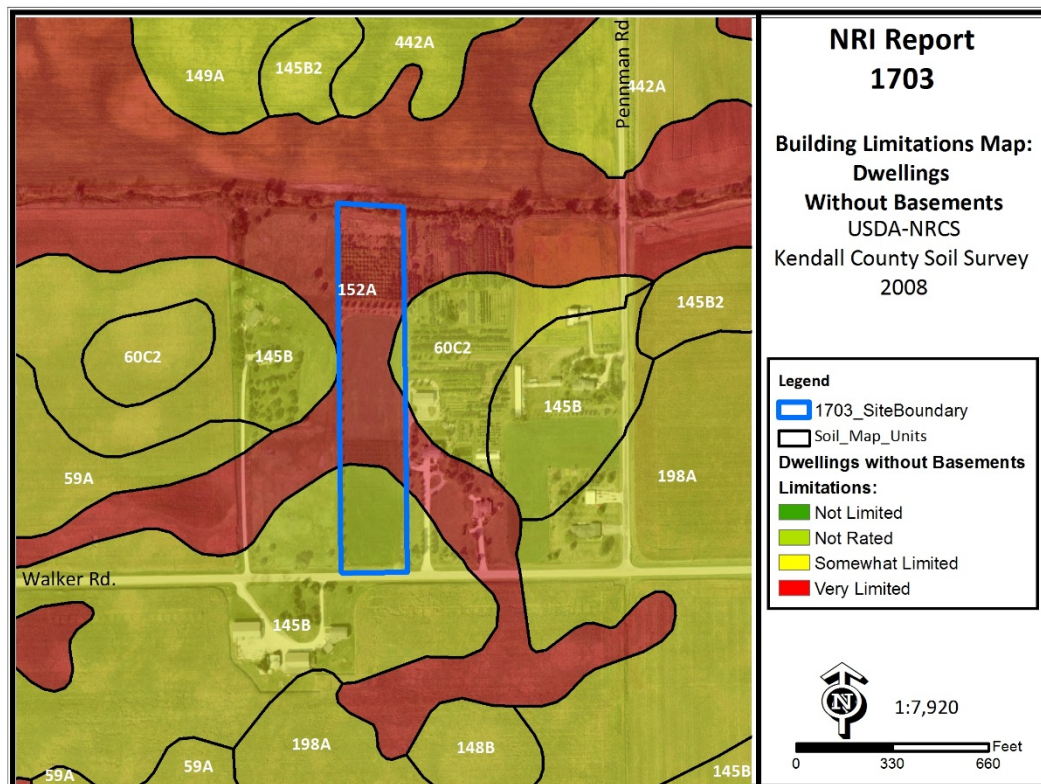 442A
149A
145B2
442A
Pennman Rd
152A
145B2
60C2
145B
60C2
145B
59A
198A
Walker Rd.
145B
198A
148B
59A
59A
145B
NRI Report
1703
Building Limitations Map:
Dwellings
Without Basements
USDA-NRCS
Kendall County Soil Survey
2008
Legend
1703_SiteBoundary
Soil_Map_Units
Dwellings without Basements
Limitations:
Not Limited
Not Rated
Somewhat Limited
Very Limited
N
1:7,920
Feet
0 330 660